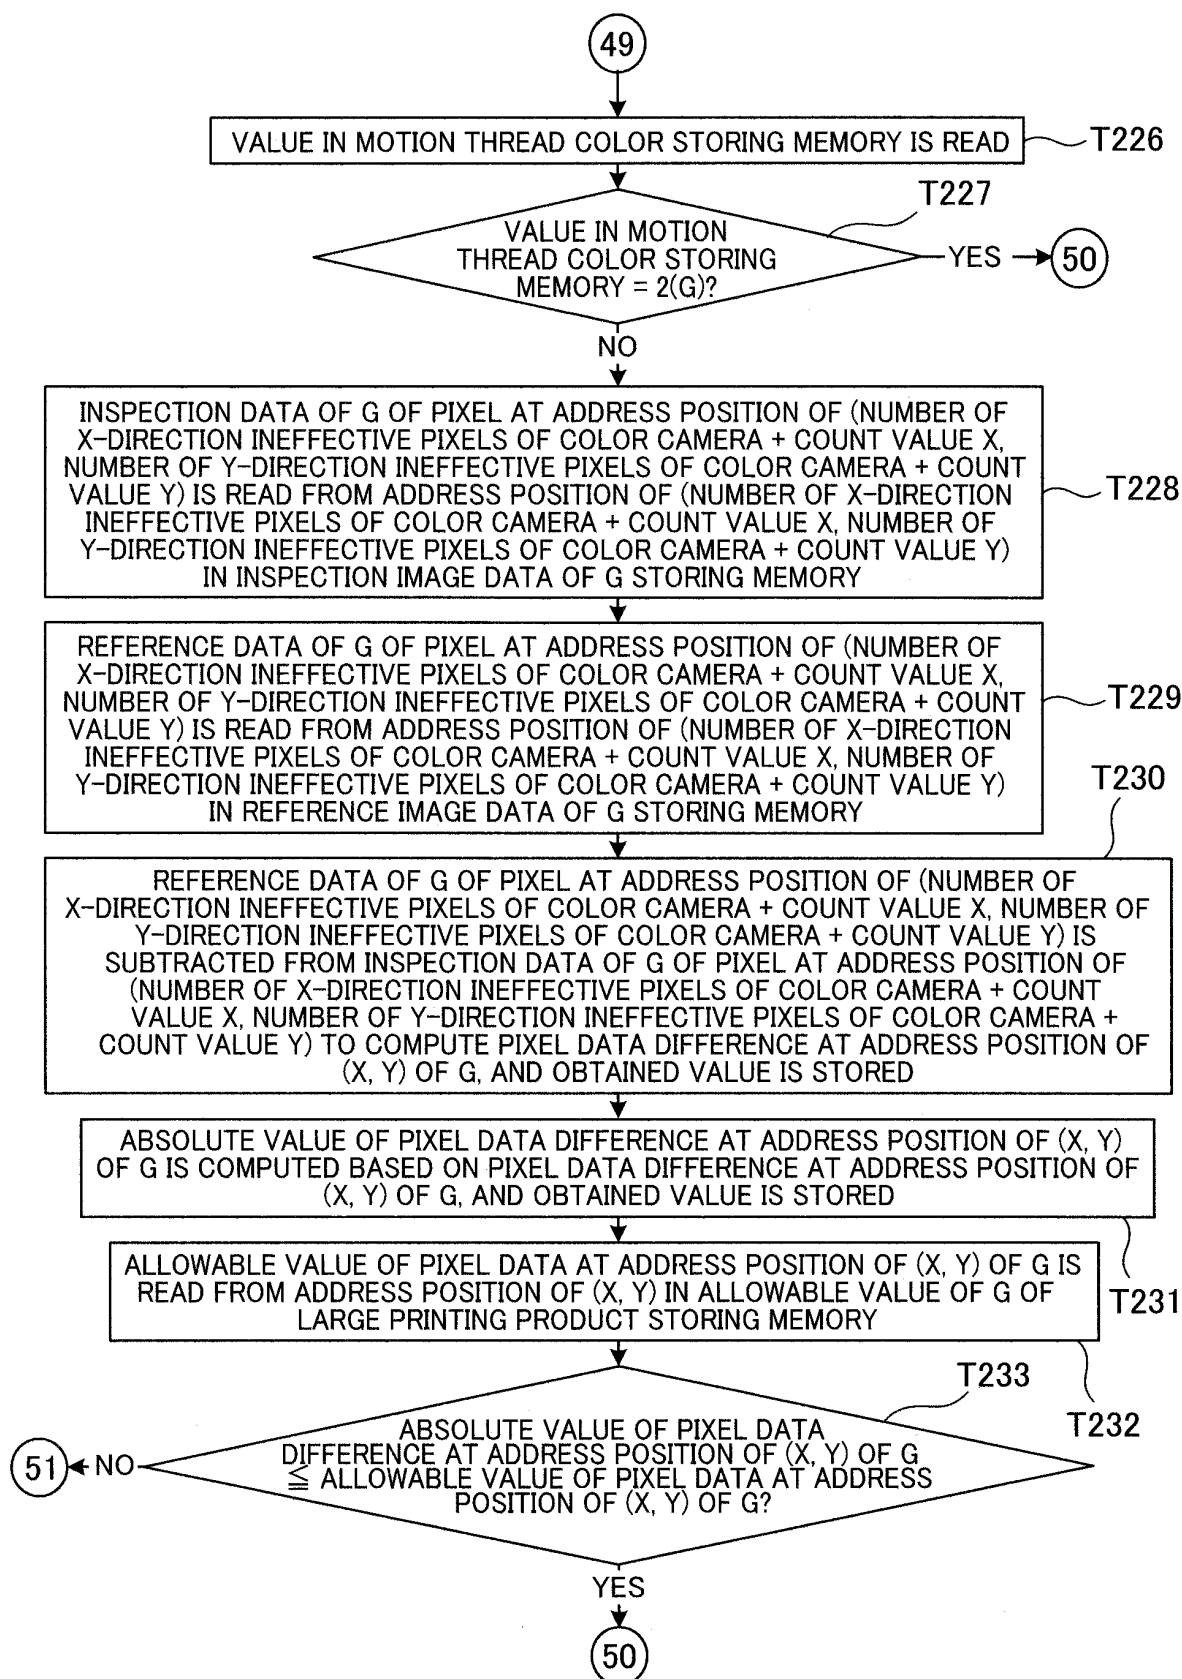 49
VALUE IN MOTION THREAD COLOR STORING MEMORY IS READ
T226
T227
VALUE IN MOTION
THREAD COLOR STORING
MEMORY = 2(G)?
YES
50
NO
INSPECTION DATA OF G OF PIXEL AT ADDRESS POSITION OF (NUMBER OF
X-DIRECTION INEFFECTIVE PIXELS OF COLOR CAMERA + COUNT VALUE X,
NUMBER OF Y-DIRECTION INEFFECTIVE PIXELS OF COLOR CAMERA + COUNT
VALUE Y) IS READ FROM ADDRESS POSITION OF (NUMBER OF X-DIRECTION
INEFFECTIVE PIXELS OF COLOR CAMERA + COUNT VALUE X, NUMBER OF
Y-DIRECTION INEFFECTIVE PIXELS OF COLOR CAMERA + COUNT VALUE Y)
IN INSPECTION IMAGE DATA OF G STORING MEMORY
T228
REFERENCE DATA OF G OF PIXEL AT ADDRESS POSITION OF (NUMBER OF
X-DIRECTION INEFFECTIVE PIXELS OF COLOR CAMERA + COUNT VALUE X,
NUMBER OF Y-DIRECTION INEFFECTIVE PIXELS OF COLOR CAMERA + COUNT
VALUE Y) IS READ FROM ADDRESS POSITION OF (NUMBER OF X-DIRECTION
INEFFECTIVE PIXELS OF COLOR CAMERA + COUNT VALUE X, NUMBER OF
Y-DIRECTION INEFFECTIVE PIXELS OF COLOR CAMERA + COUNT VALUE Y)
IN REFERENCE IMAGE DATA OF G STORING MEMORY
T229
T230
REFERENCE DATA OF G OF PIXEL AT ADDRESS POSITION OF (NUMBER OF
X-DIRECTION INEFFECTIVE PIXELS OF COLOR CAMERA + COUNT VALUE X, NUMBER OF
Y-DIRECTION INEFFECTIVE PIXELS OF COLOR CAMERA + COUNT VALUE Y) IS
SUBTRACTED FROM INSPECTION DATA OF G OF PIXEL AT ADDRESS POSITION OF
(NUMBER OF X-DIRECTION INEFFECTIVE PIXELS OF COLOR CAMERA + COUNT
VALUE X, NUMBER OF Y-DIRECTION INEFFECTIVE PIXELS OF COLOR CAMERA +
COUNT VALUE Y) TO COMPUTE PIXEL DATA DIFFERENCE AT ADDRESS POSITION OF
(X, Y) OF G, AND OBTAINED VALUE IS STORED
ABSOLUTE VALUE OF PIXEL DATA DIFFERENCE AT ADDRESS POSITION OF (X, Y)
OF G IS COMPUTED BASED ON PIXEL DATA DIFFERENCE AT ADDRESS POSITION OF
(X, Y) OF G, AND OBTAINED VALUE IS STORED
T231
ALLOWABLE VALUE OF PIXEL DATA AT ADDRESS POSITION OF (X, Y) OF G IS
READ FROM ADDRESS POSITION OF (X, Y) IN ALLOWABLE VALUE OF G OF
LARGE PRINTING PRODUCT STORING MEMORY
T232
T233
ABSOLUTE VALUE OF PIXEL DATA
DIFFERENCE AT ADDRESS POSITION OF (X, Y) OF G
≦ ALLOWABLE VALUE OF PIXEL DATA AT ADDRESS
POSITION OF (X, Y) OF G?
NO
51
YES
50